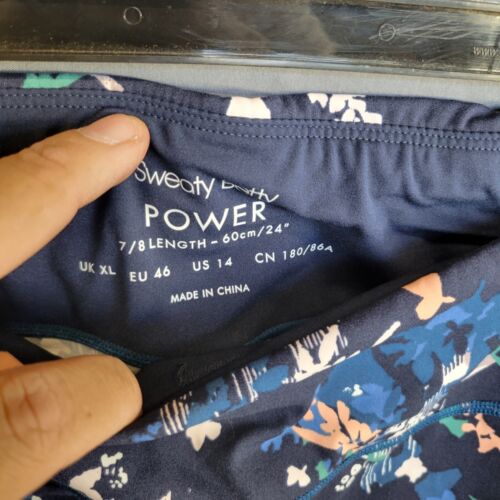 Sweaty Betty
POWER
7/8 LENGTH – 60cm/24"
UK XL EU 46 US 14 CN 180/86A
MADE IN CHINA